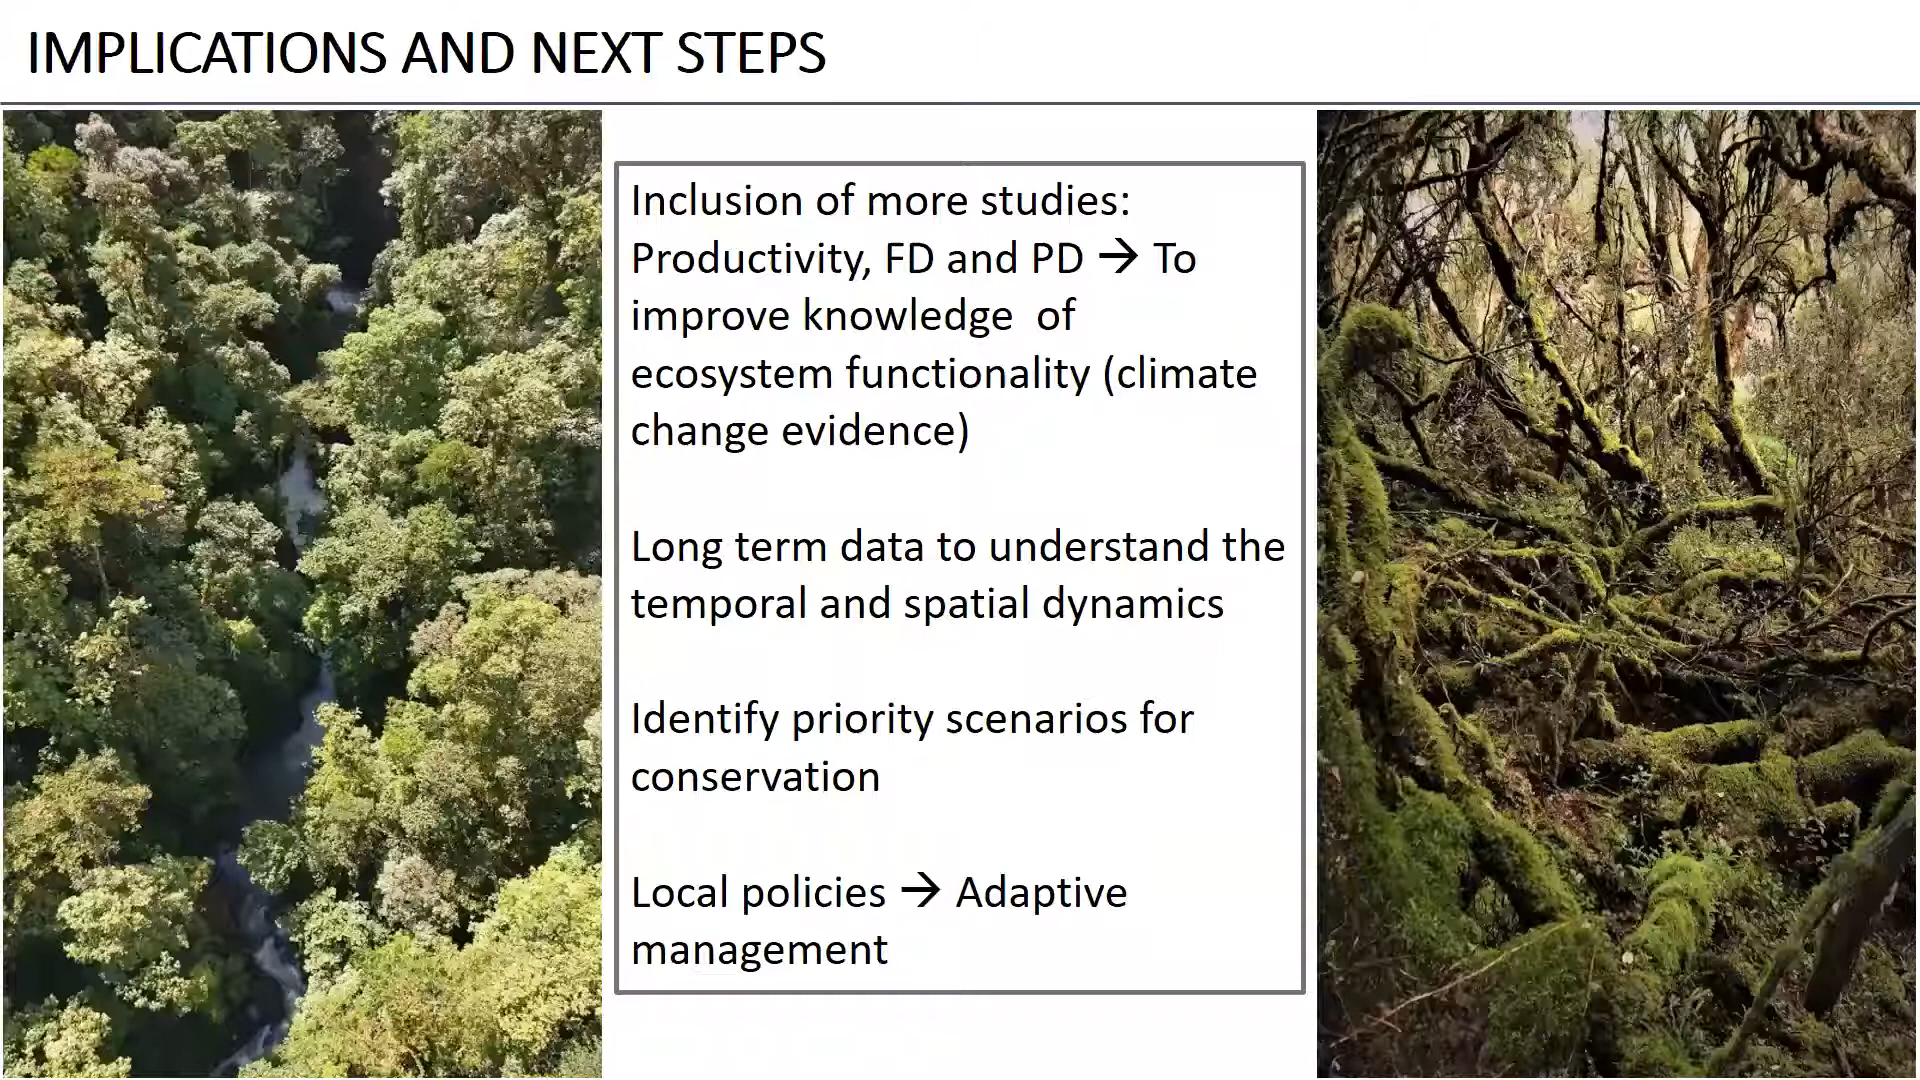 IMPLICATIONS AND NEXT STEPS
Inclusion of more studies:
Productivity, FD and PD → To
improve knowledge  of
ecosystem functionality (climate
change evidence)
Long term data to understand the
temporal and spatial dynamics
Identify priority scenarios for
conservation
Local policies → Adaptive
management